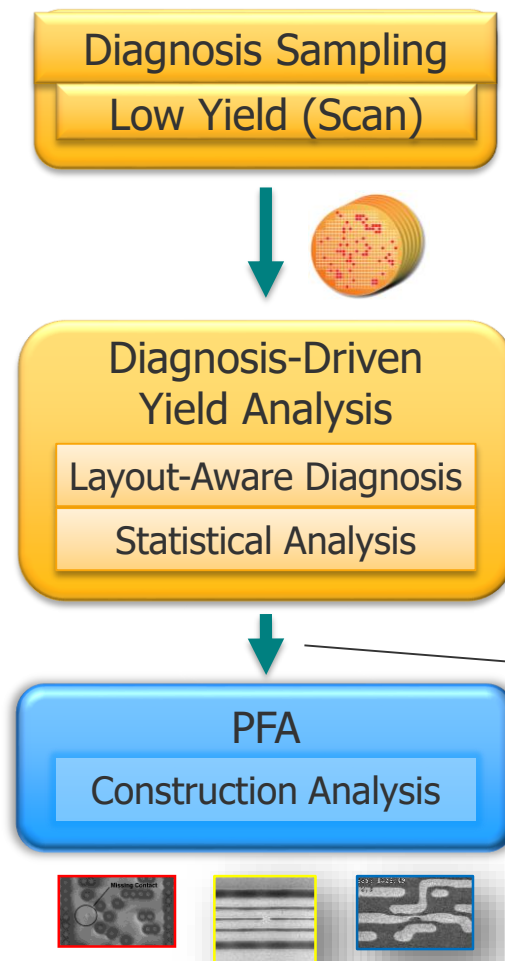 Diagnosis Sampling
Low Yield (Scan)
Diagnosis-Driven
Yield Analysis
Layout-Aware Diagnosis
Statistical Analysis
PFA
Construction Analysis
Missing Contact